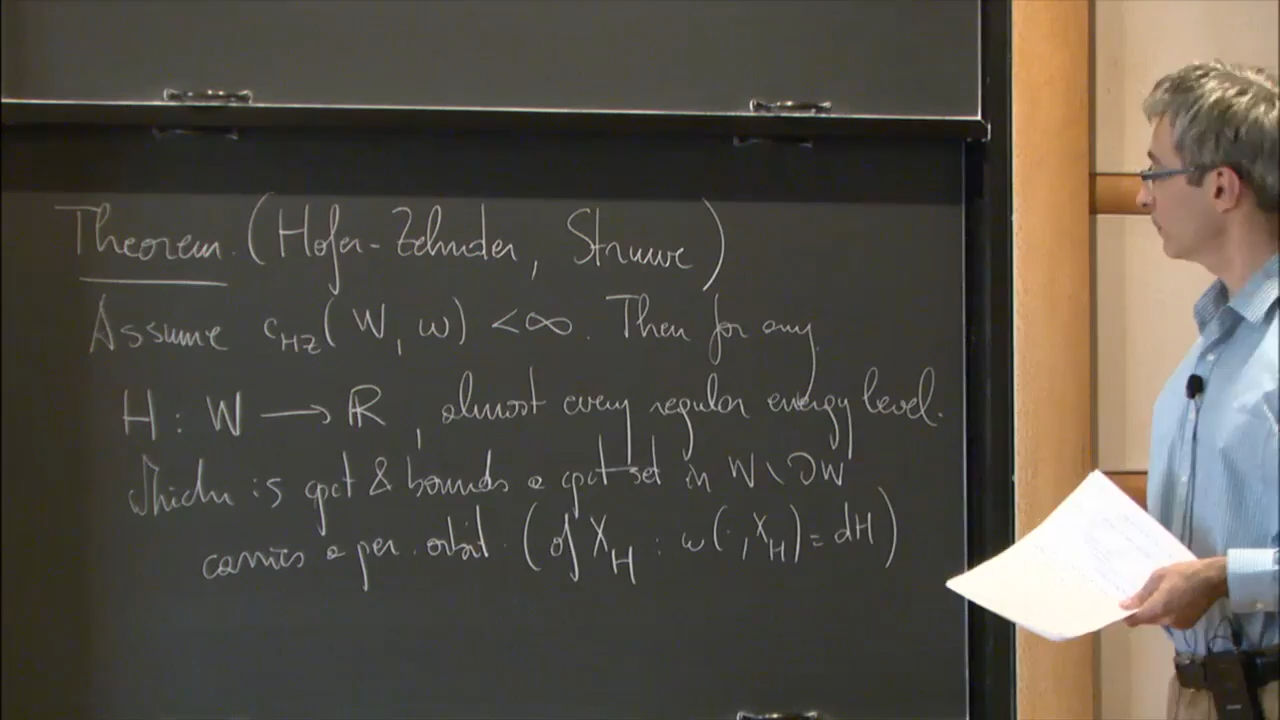 Theorem. (Hofer-Zehnder, Struwe)
Assume c_HZ(W, ω) < ∞. Then for any
H : W → ℝ, almost every regular energy level.
which is cpct & bounds a cpct set in W \ ∂W
carries a per. orbit. (of X_H : ω(·, X_H) = dH)